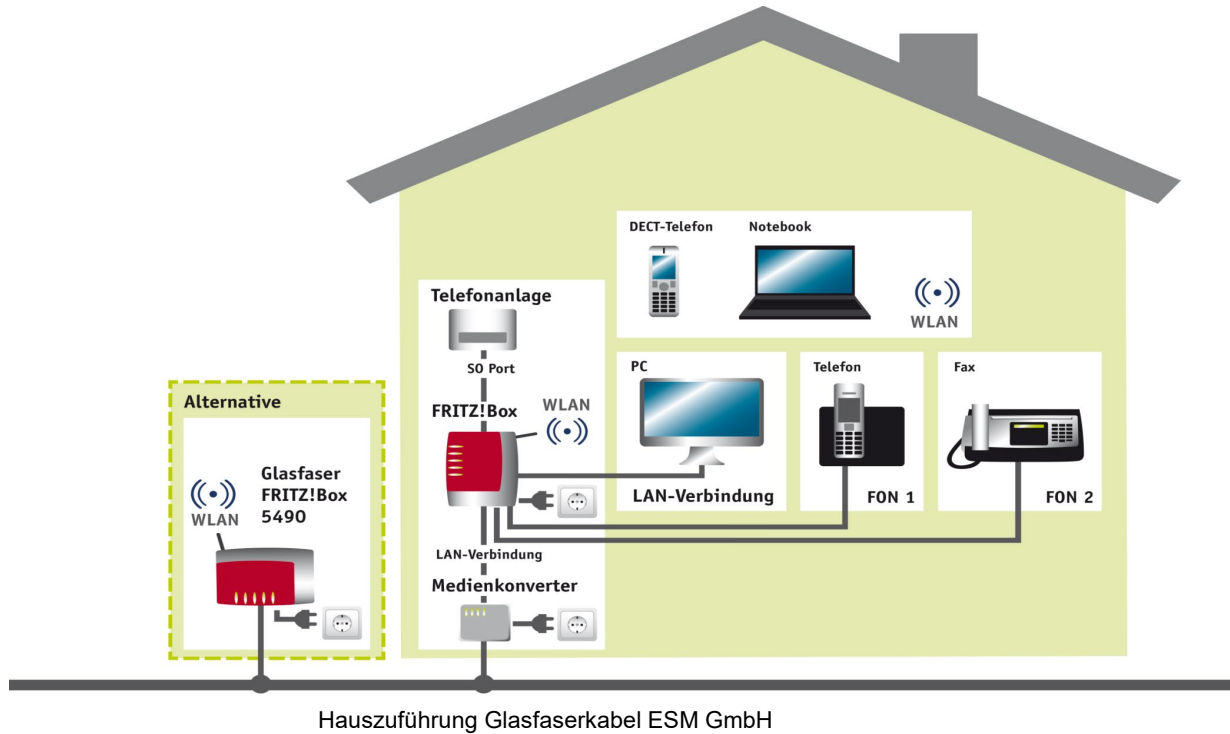 DECT-Telefon
Notebook
WLAN
Telefonanlage
SO Port
FRITZ!Box
WLAN
PC
LAN-Verbindung
Telefon
FON 1
Fax
FON 2
LAN-Verbindung
Medienkonverter
Alternative
Glasfaser
FRITZ!Box
5490
WLAN
Hauszuführung Glasfaserkabel ESM GmbH